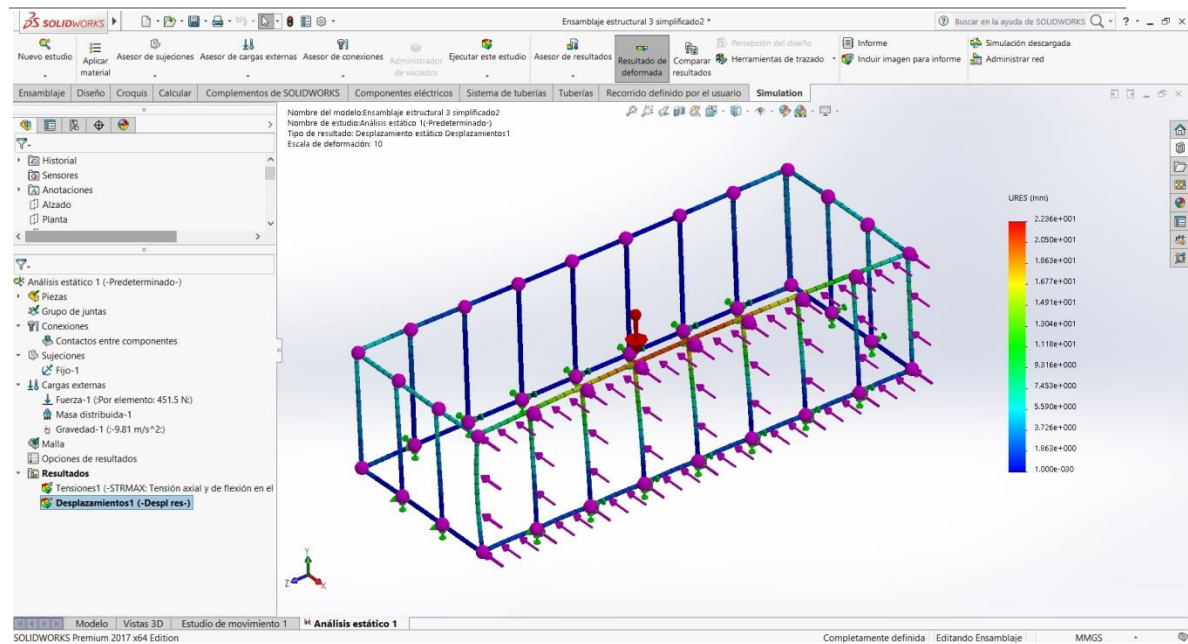 SOLIDWORKS
Ensamblaje estructural 3 simplificado2 *
Buscar en la ayuda de SOLIDWORKS
Nuevo estudio
Aplicar material
Asesor de sujeciones
Asesor de cargas externas
Asesor de conexiones
Administrador de vaciados
Ejecutar este estudio
Asesor de resultados
Resultado de deformada
Comparar resultados
Percepción del diseño
Herramientas de trazado
Informe
Induir imagen para informe
Simulación descargada
Administrar red
Ensamblaje Diseño Croquis Calcular Complementos de SOLIDWORKS Componentes eléctricos Sistema de tuberías Tuberías Recorrido definido por el usuario Simulation
Nombre del modelo:Ensamblaje estructural 3 simplificado2
Nombre de estudio:Análisis estático 1(-Predeterminado-)
Tipo de resultado: Desplazamiento estático Desplazamientos1
Escala de deformación: 10
Historial
Sensores
Anotaciones
Alzado
Planta
Análisis estático 1 (-Predeterminado-)
Piezas
Grupo de juntas
Conexiones
Contactos entre componentes
Sujeciones
Fijo-1
Cargas externas
Fuerza-1 (:Por elemento: 451.5 N:)
Masa distribuida-1
Gravedad-1 (:-9.81 m/s^2:)
Malla
Opciones de resultados
Resultados
Tensiones1 (-STRMAX: Tensión axial y de flexión en el
Desplazamientos1 (-Despl res-)
URES (mm)
2.236e+001
2.050e+001
1.863e+001
1.677e+001
1.491e+001
1.304e+001
1.118e+001
9.316e+000
7.453e+000
5.590e+000
3.726e+000
1.863e+000
1.000e-030
Y
Z
X
Modelo Vistas 3D Estudio de movimiento 1 Análisis estático 1
SOLIDWORKS Premium 2017 x64 Edition
Completamente definida Editando Ensamblaje MMGS